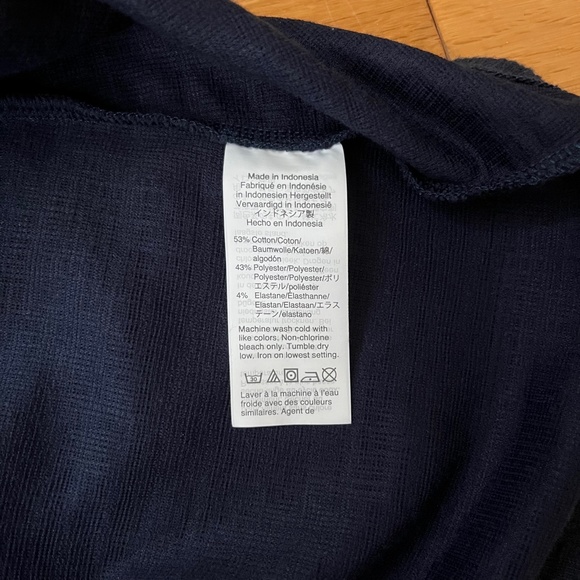 Made in Indonesia
Fabriqué en Indonésie
in Indonesien Hergestellt
Vervaardigd in Indonesië
インドネシア製
Hecho en Indonesia
53% Cotton/Coton/
Baumwolle/Katoen/綿/
algodón
43% Polyester/Polyester/
Polyester/Polyester/ポリ
エステル/poliéster
4% Elastane/Élasthanne/
Elastan/Elastaan/エラス
テーン/elastano
Machine wash cold with
like colors. Non-chlorine
bleach only. Tumble dry
low. Iron on lowest setting.
30
Laver à la machine à l'eau
froide avec des couleurs
similaires. Agent de